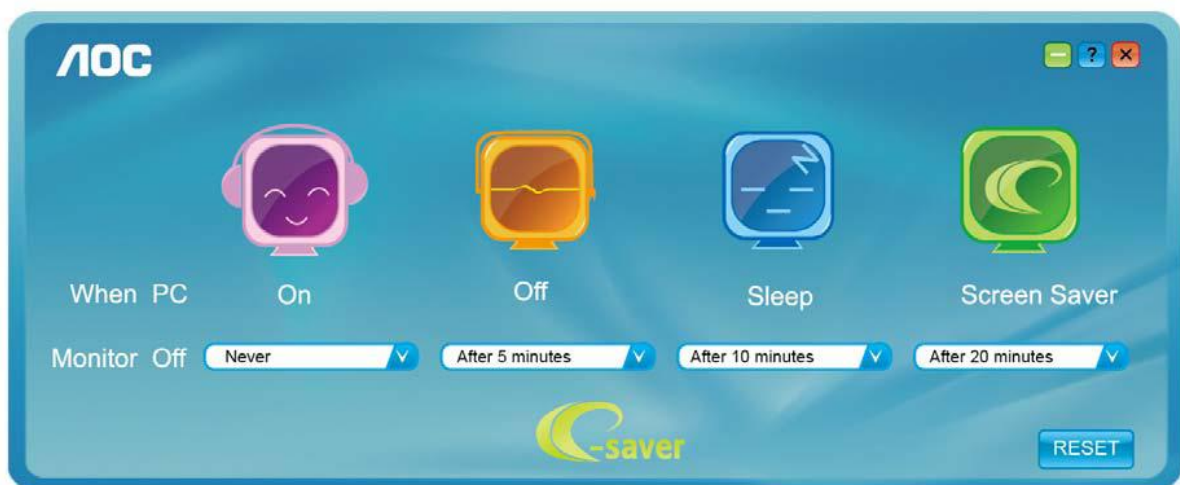 AOC
?
When PC On Off Sleep Screen Saver
Monitor Off Never After 5 minutes After 10 minutes After 20 minutes
e-saver
RESET